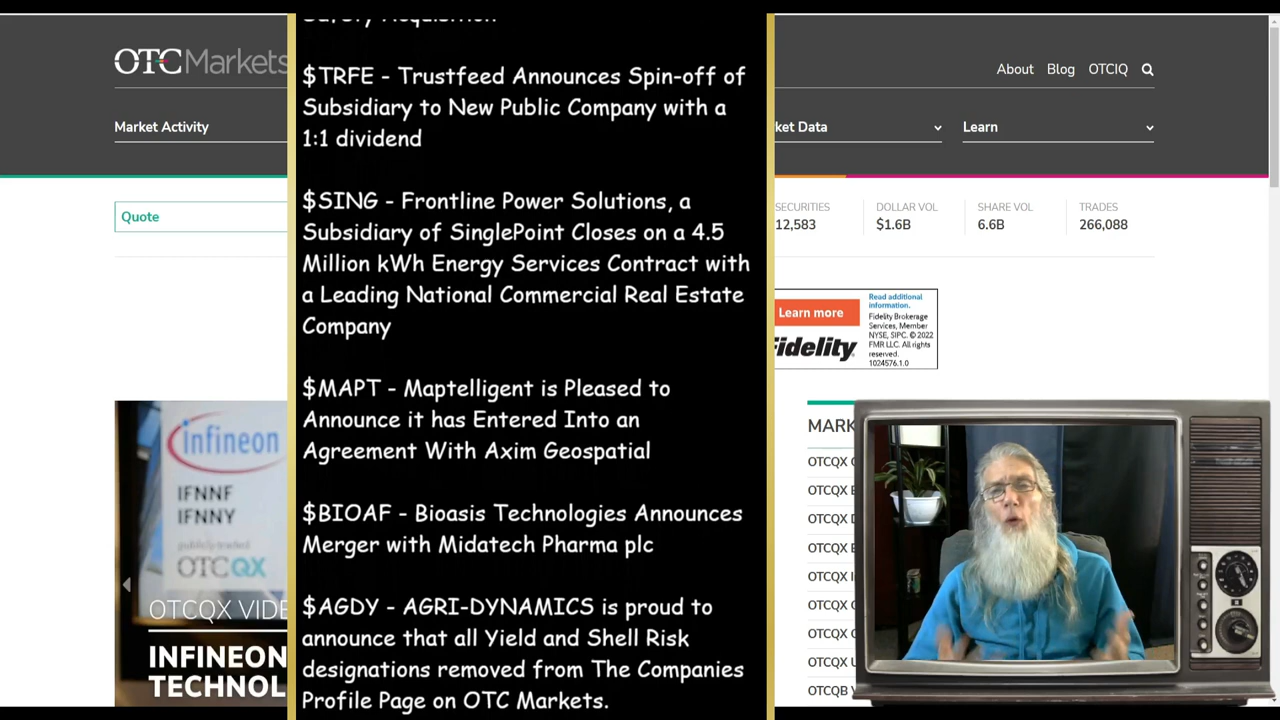 OTCMarkets
About Blog OTCIQ
Market Activity
ket Data
Learn
Quote
SECURITIES
12,583
DOLLAR VOL
$1.6B
SHARE VOL
6.6B
TRADES
266,088
$TRFE - Trustfeed Announces Spin-off of
Subsidiary to New Public Company with a
1:1 dividend
$SING - Frontline Power Solutions, a
Subsidiary of SinglePoint Closes on a 4.5
Million kWh Energy Services Contract with
a Leading National Commercial Real Estate
Company
$MAPT - Maptelligent is Pleased to
Announce it has Entered Into an
Agreement With Axim Geospatial
$BIOAF - Bioasis Technologies Announces
Merger with Midatech Pharma plc
$AGDY - AGRI-DYNAMICS is proud to
announce that all Yield and Shell Risk
designations removed from The Companies
Profile Page on OTC Markets.
Learn more
Fidelity
Read additional
information.
Fidelity Brokerage
Services, Member
NYSE, SIPC. © 2022
FMR LLC. All rights
reserved.
1024576.1.0
infineon
IFNNF
IFNNY
publicly traded
OTCQX
OTCQX VIDE
INFINEON
TECHNOL
MARK
OTCQX
OTCQX
OTCQX
OTCQX
OTCQX
OTCQX
OTCQX
OTCQX
OTCQB